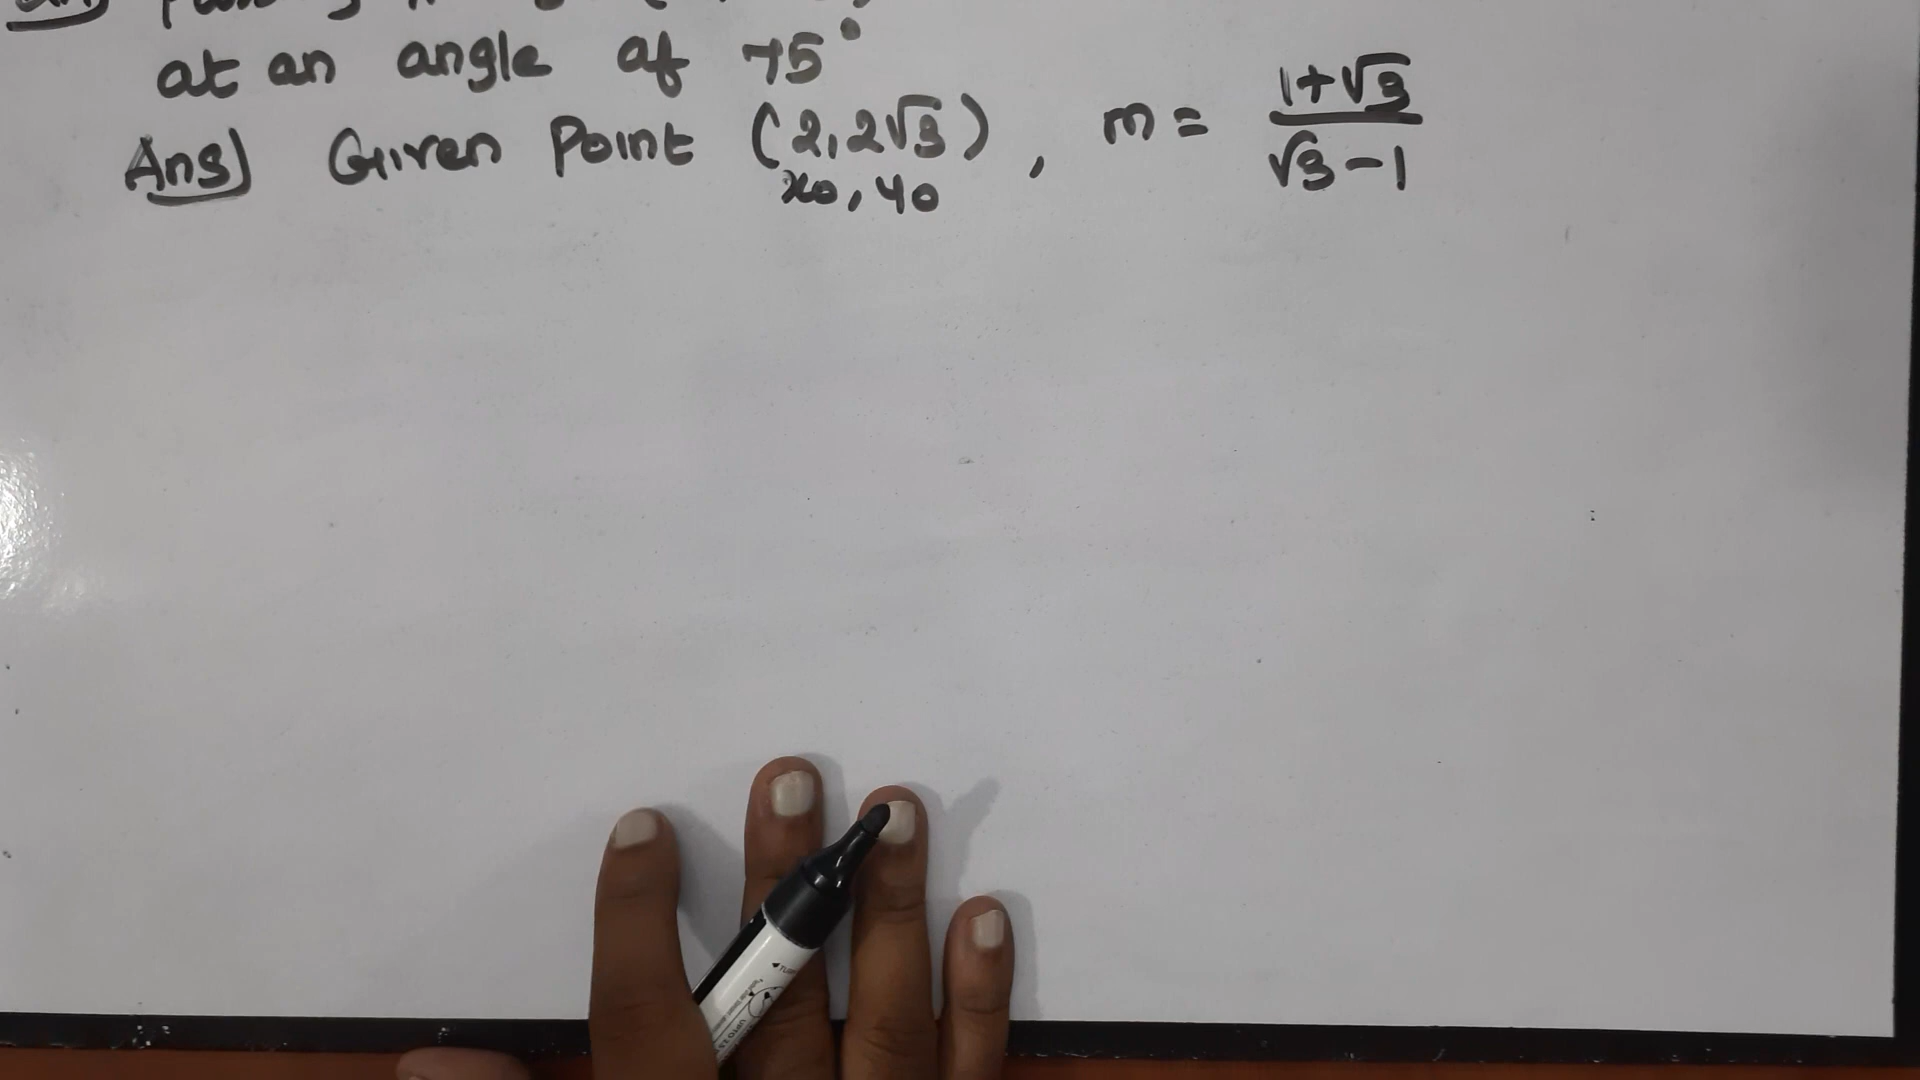 at an angle of 75°
Ans) Given Point (2,2√3), m = 1+√3 / √3-1
x0, y0